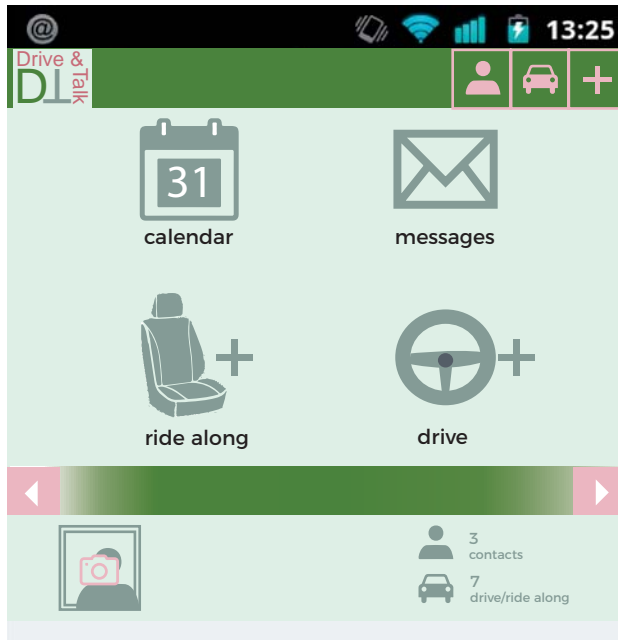 @ 13:25
Drive &
Talk
DT
31
calendar messages
ride along drive
3
contacts
7
drive/ride along